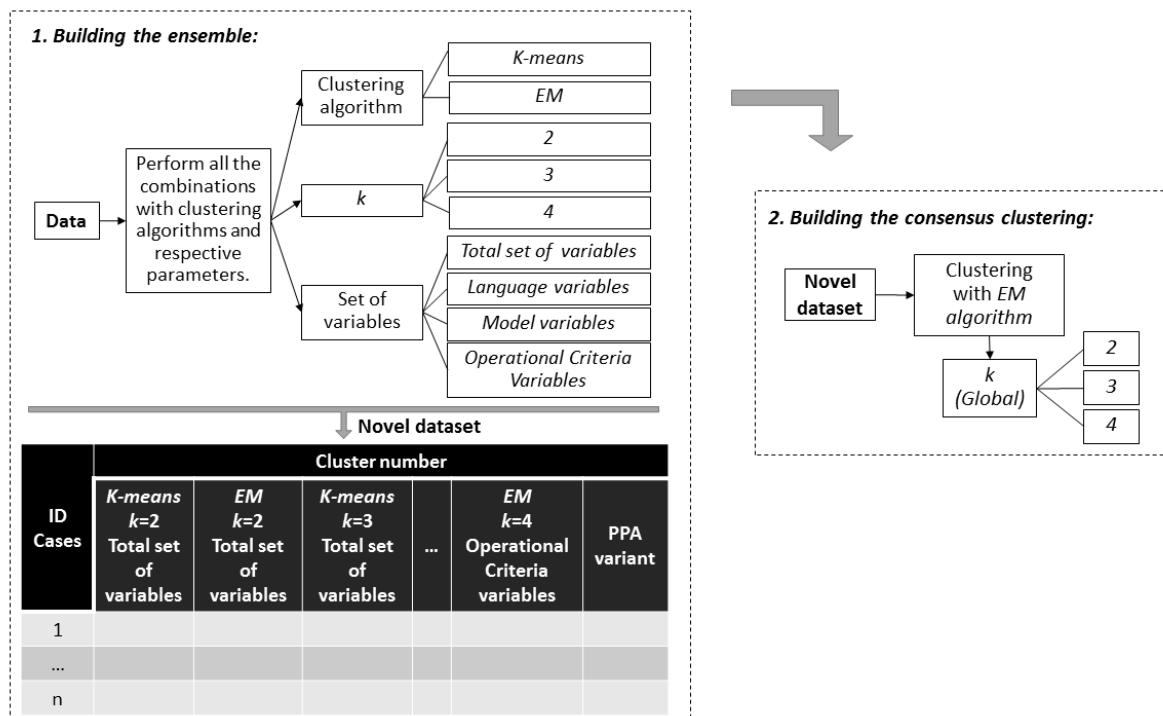 1. Building the ensemble:
Data
Perform all the
combinations
with clustering
algorithms and
respective
parameters.
Clustering
algorithm
K-means
EM
k
2
3
4
Set of
variables
Total set of variables
Language variables
Model variables
Operational Criteria
Variables
Novel dataset
ID
Cases
Cluster number
K-means
k=2
Total set
of
variables
EM
k=2
Total set
of
variables
K-means
k=3
Total set
of
variables
...
EM
k=4
Operational
Criteria
variables
PPA
variant
1
...
n
2. Building the consensus clustering:
Novel
dataset
Clustering
with EM
algorithm
k
(Global)
2
3
4